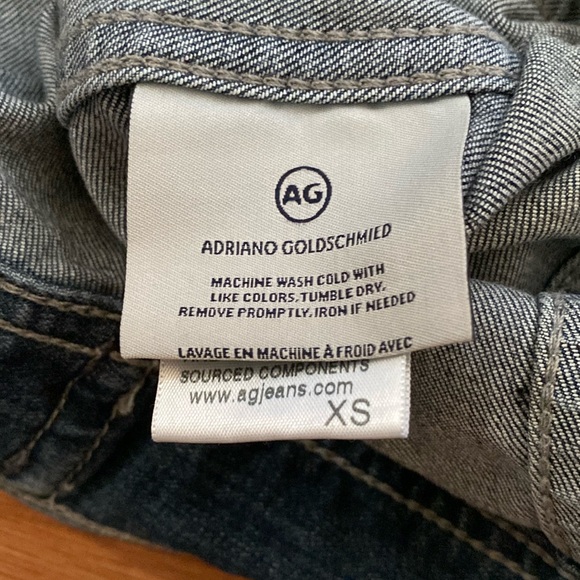 AG
ADRIANO GOLDSCHMIED
MACHINE WASH COLD WITH
LIKE COLORS. TUMBLE DRY.
REMOVE PROMPTLY. IRON IF NEEDED
LAVAGE EN MACHINE À FROID AVEC
SOURCED COMPONENTS
www.agjeans.com
XS